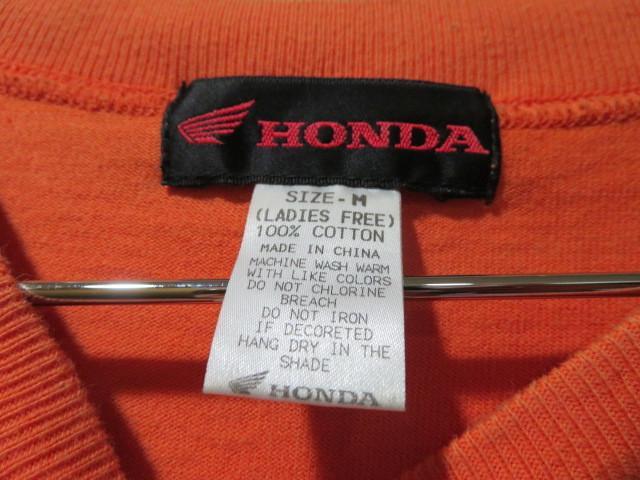 HONDA
SIZE-M
(LADIES FREE)
100% COTTON
MADE IN CHINA
MACHINE WASH WARM
WITH LIKE COLORS
DO NOT CHLORINE
BREACH
DO NOT IRON
IF DECORETED
HANG DRY IN THE
SHADE
HONDA